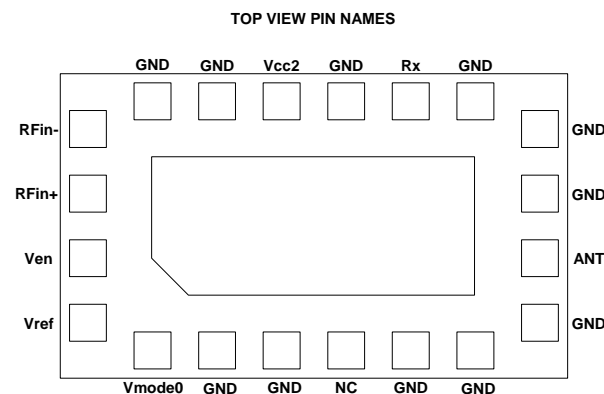 TOP VIEW PIN NAMES
GND GND Vcc2 GND Rx GND
RFin- GND
RFin+ GND
Ven ANT
Vref GND
Vmode0 GND GND NC GND GND